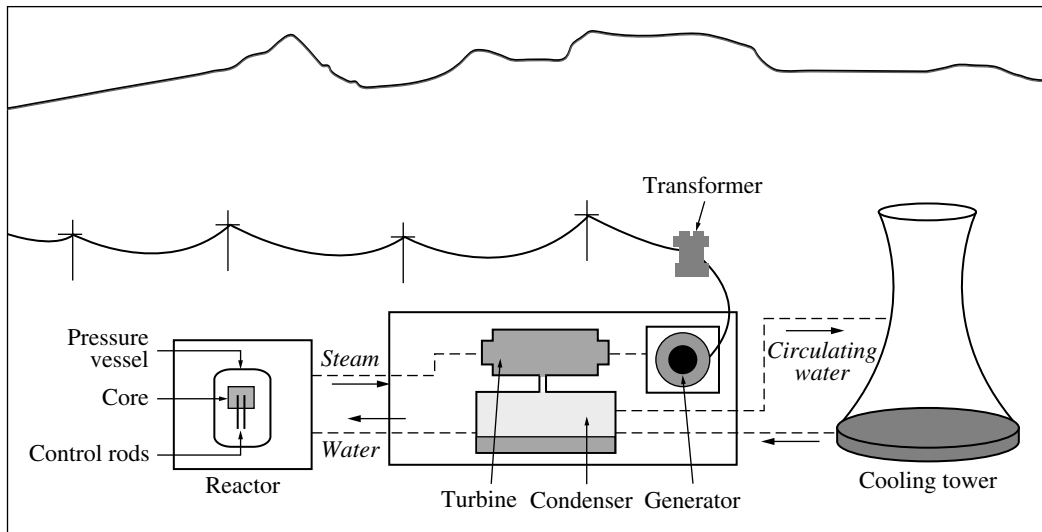 Transformer
Pressure
vessel
Steam
Circulating
water
Core
Control rods
Water
Reactor
Turbine
Condenser
Generator
Cooling tower